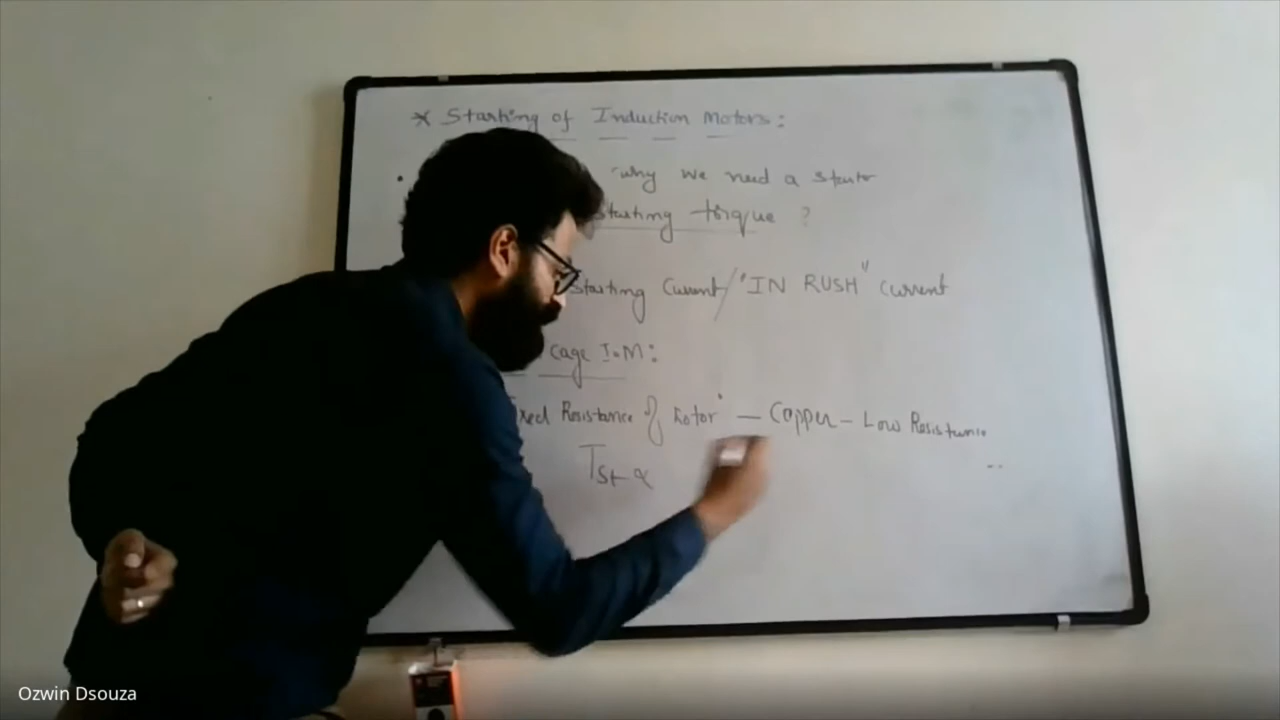 * Starting of Induction Motors:
why we need a starter
Starting torque ?
Starting Current/"IN RUSH" current
cage I.M:
Resistance of Rotor — Copper - Low Resistance
Tst α
Ozwin Dsouza